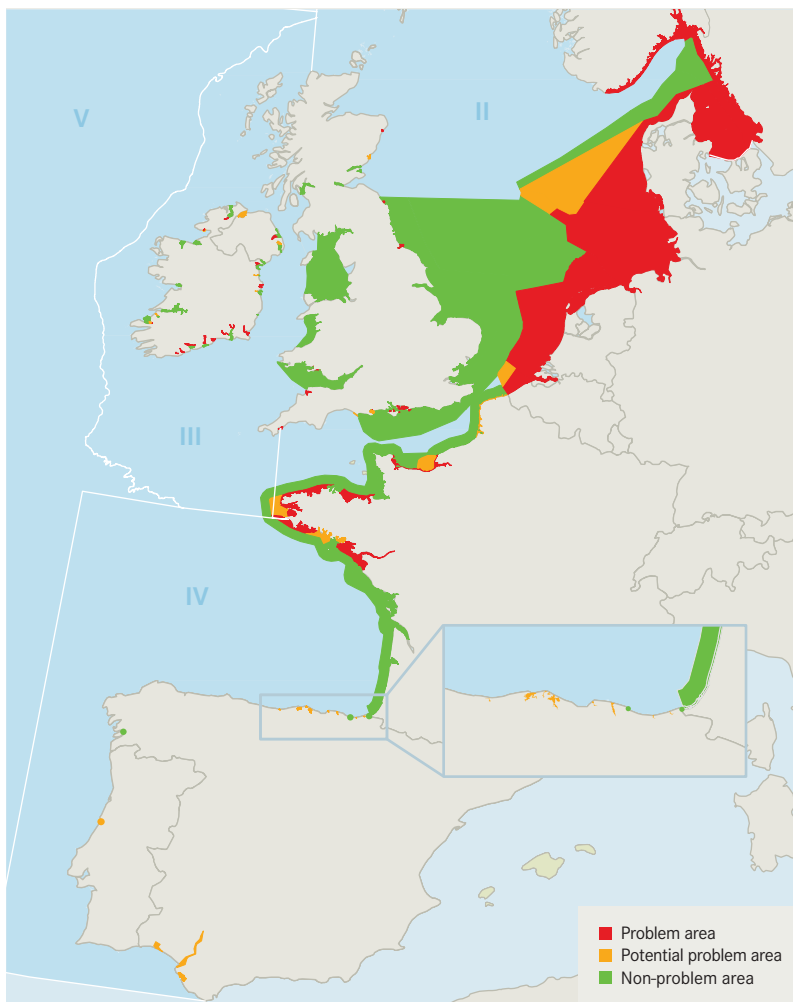 V
II
III
IV
Problem area
Potential problem area
Non-problem area